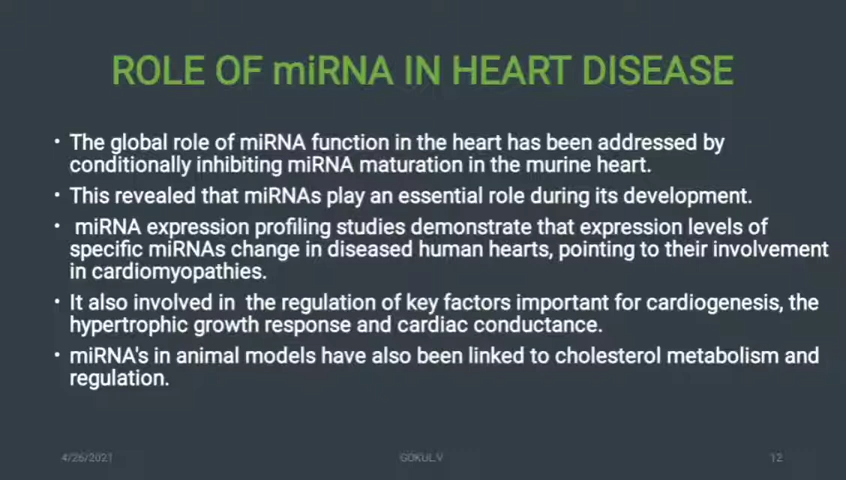 ROLE OF miRNA IN HEART DISEASE
• The global role of miRNA function in the heart has been addressed by
conditionally inhibiting miRNA maturation in the murine heart.
• This revealed that miRNAs play an essential role during its development.
• miRNA expression profiling studies demonstrate that expression levels of
specific miRNAs change in diseased human hearts, pointing to their involvement
in cardiomyopathies.
• It also involved in the regulation of key factors important for cardiogenesis, the
hypertrophic growth response and cardiac conductance.
• miRNA's in animal models have also been linked to cholesterol metabolism and
regulation.
4/26/2021 GOKUL.V 12